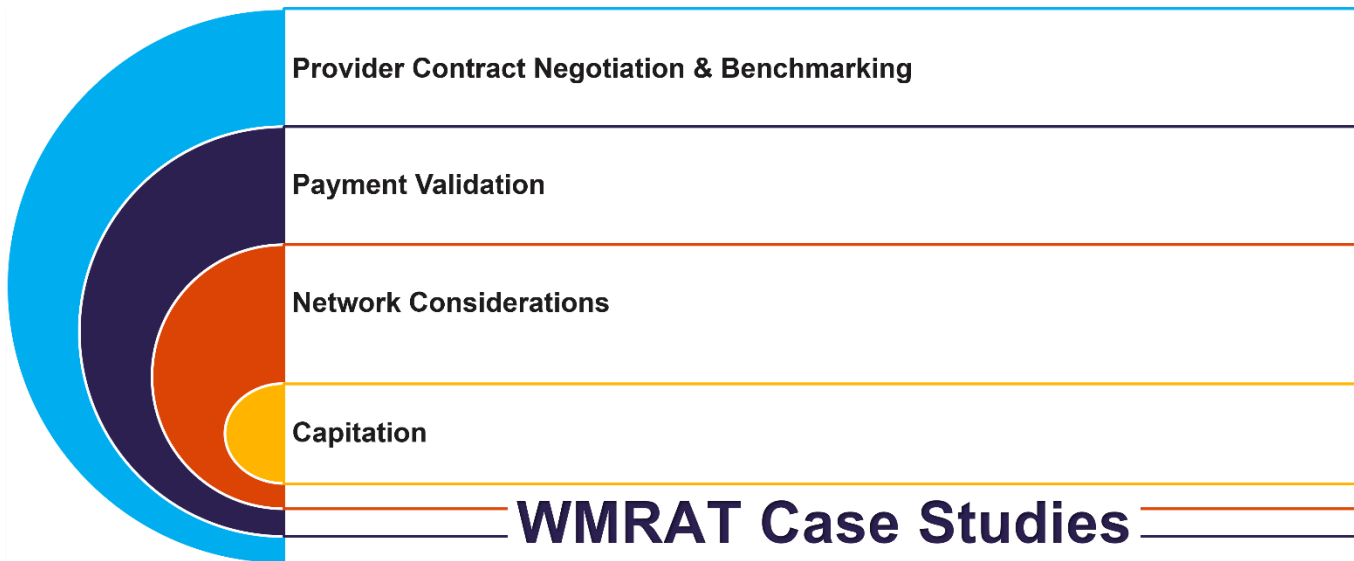 Provider Contract Negotiation & Benchmarking
Payment Validation
Network Considerations
Capitation
WMRAT Case Studies